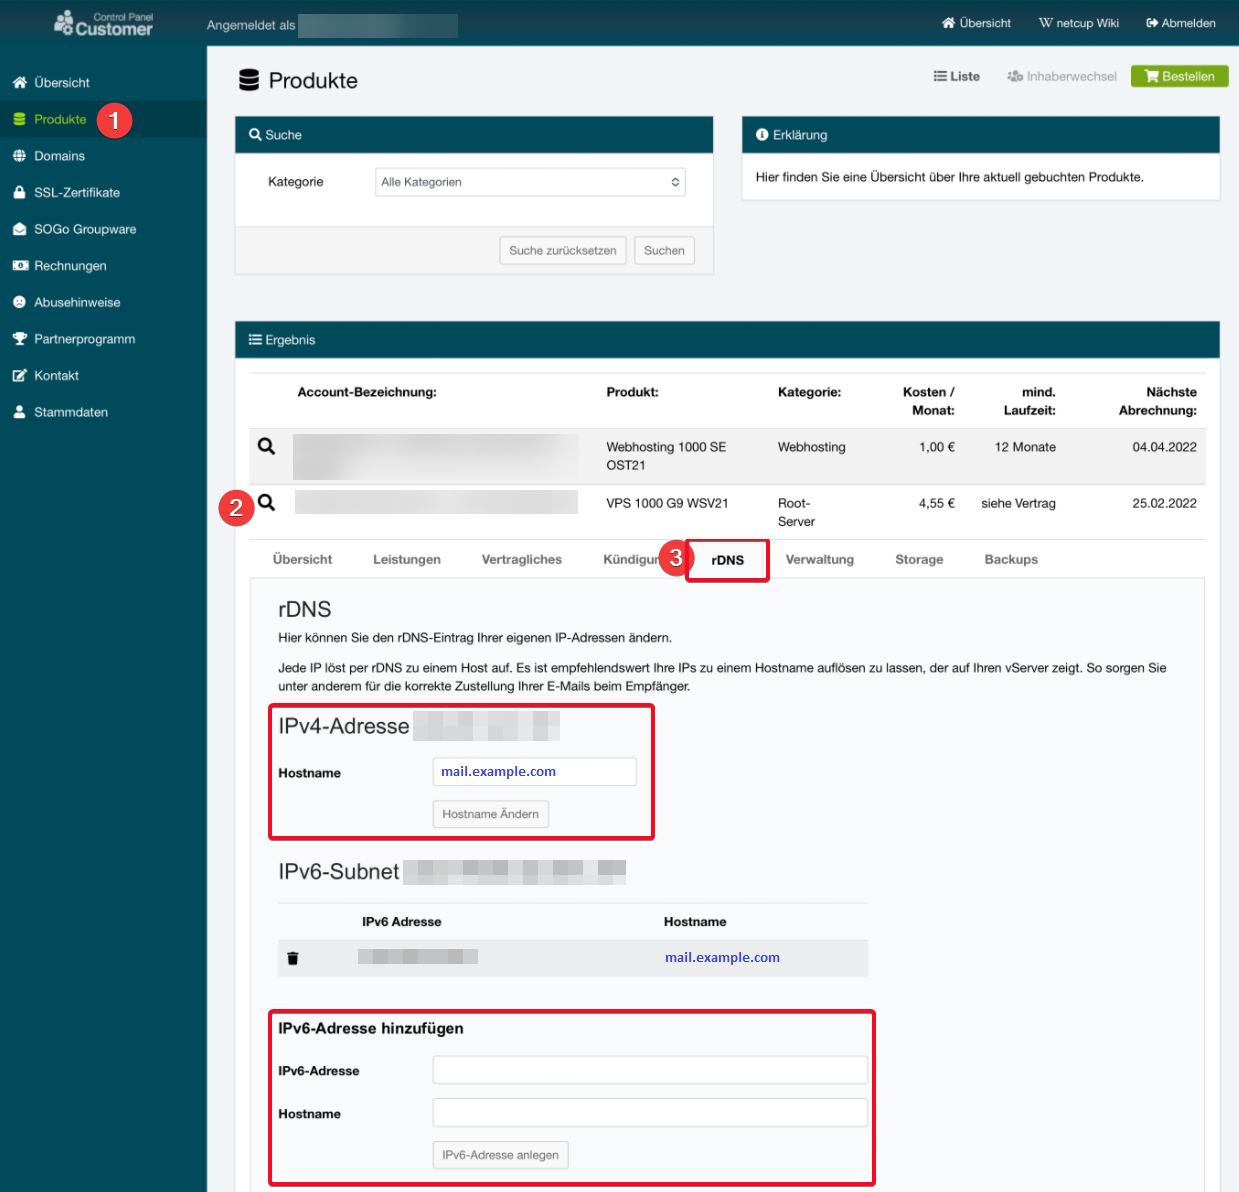 Control Panel
Customer
Angemeldet als
Übersicht
netcup Wiki
Abmelden
Übersicht
Produkte
1
Domains
SSL-Zertifikate
SOGo Groupware
Rechnungen
Abusehinweise
Partnerprogramm
Kontakt
Stammdaten
Produkte
Liste
Inhaberwechsel
Bestellen
Suche
Kategorie
Alle Kategorien
Suche zurücksetzen
Suchen
Erklärung
Hier finden Sie eine Übersicht über Ihre aktuell gebuchten Produkte.
Ergebnis
Account-Bezeichnung:
Produkt:
Kategorie:
Kosten /
Monat:
mind.
Laufzeit:
Nächste
Abrechnung:
Webhosting 1000 SE
OST21
Webhosting
1,00 €
12 Monate
04.04.2022
2
VPS 1000 G9 WSV21
Root-
Server
4,55 €
siehe Vertrag
25.02.2022
Übersicht
Leistungen
Vertragliches
Kündigun
3
rDNS
Verwaltung
Storage
Backups
rDNS
Hier können Sie den rDNS-Eintrag Ihrer eigenen IP-Adressen ändern.
Jede IP löst per rDNS zu einem Host auf. Es ist empfehlendswert Ihre IPs zu einem Hostname auflösen zu lassen, der auf Ihren vServer zeigt. So sorgen Sie
unter anderem für die korrekte Zustellung Ihrer E-Mails beim Empfänger.
IPv4-Adresse
Hostname
mail.example.com
Hostname Ändern
IPv6-Subnet
IPv6 Adresse
Hostname
mail.example.com
IPv6-Adresse hinzufügen
IPv6-Adresse
Hostname
IPv6-Adresse anlegen